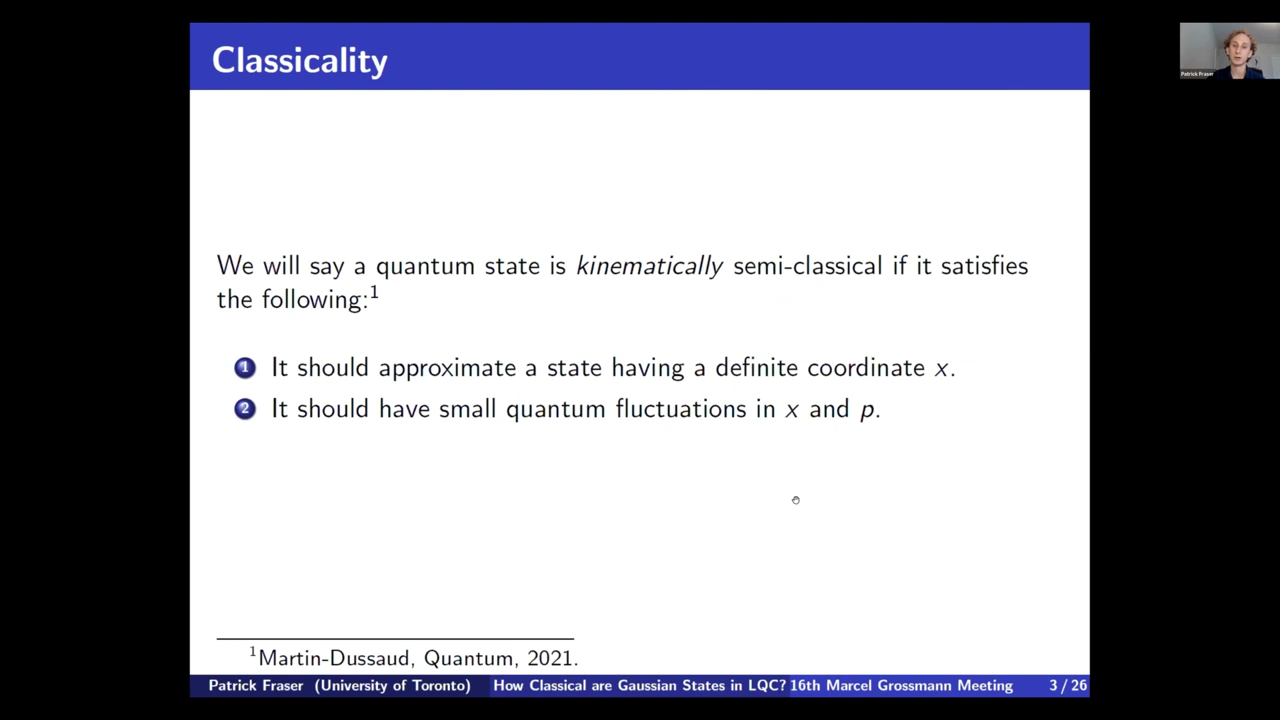 Classicality
Patrick Fraser
We will say a quantum state is kinematically semi-classical if it satisfies
the following:1
1 It should approximate a state having a definite coordinate x.
2 It should have small quantum fluctuations in x and p.
1Martin-Dussaud, Quantum, 2021.
Patrick Fraser (University of Toronto) How Classical are Gaussian States in LQC? 16th Marcel Grossmann Meeting 3 / 26